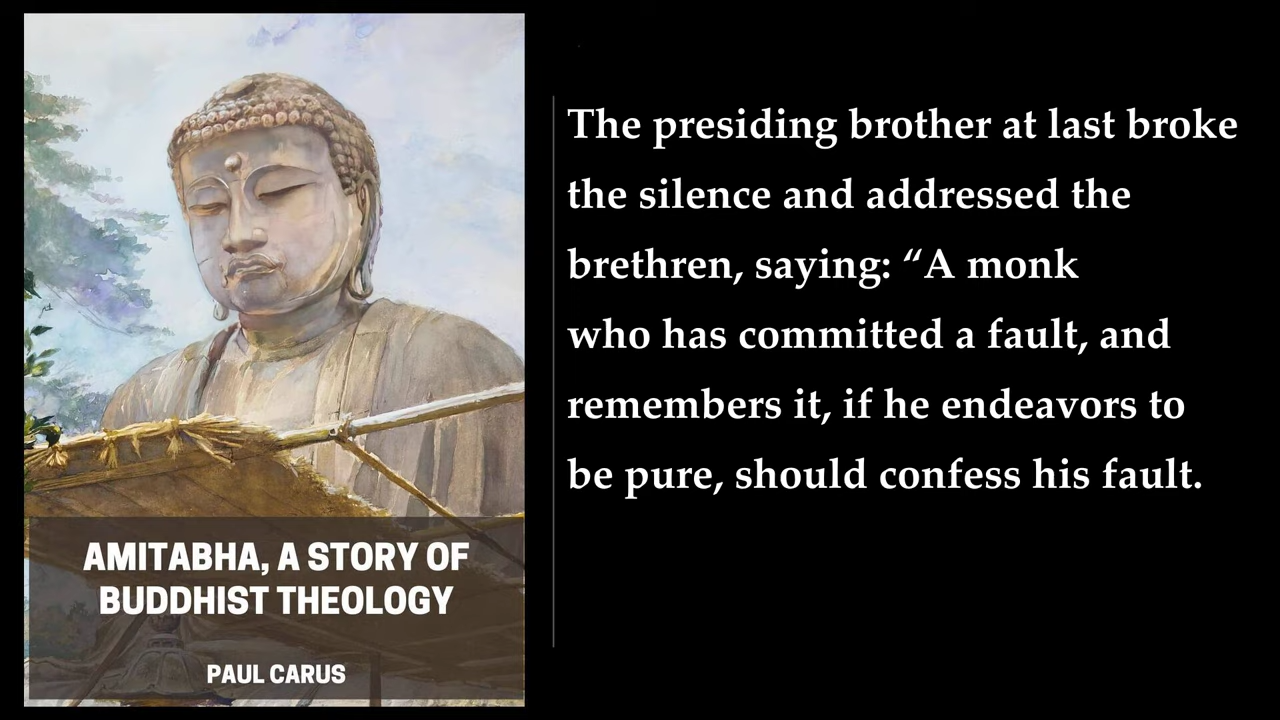 The presiding brother at last broke
the silence and addressed the
brethren, saying: “A monk
who has committed a fault, and
remembers it, if he endeavors to
be pure, should confess his fault.
AMITABHA, A STORY OF
BUDDHIST THEOLOGY
PAUL CARUS